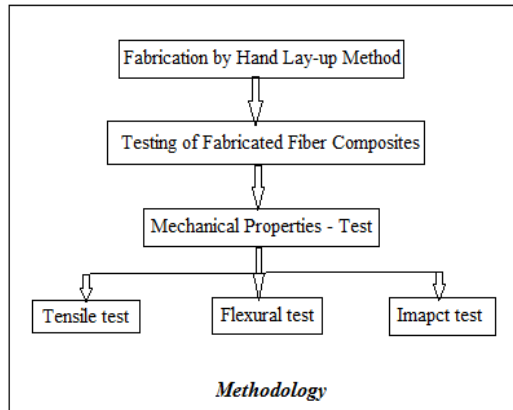 Fabrication by Hand Lay-up Method
Testing of Fabricated Fiber Composites
Mechanical Properties - Test
Tensile test
Flexural test
Imapct test
Methodology